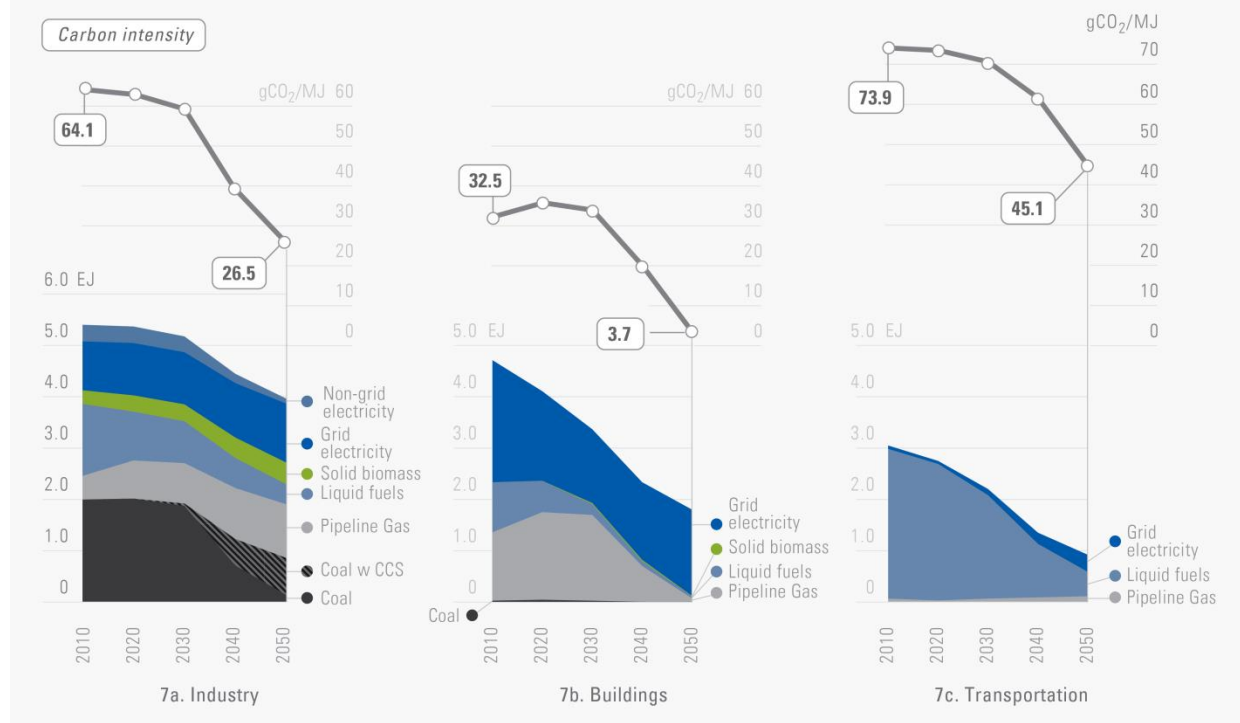 Carbon intensity
gCO2/MJ 60
50
40
30
20
10
0
64.1
26.5
6.0 EJ
5.0
4.0
3.0
2.0
1.0
0
Non-grid
electricity
Grid
electricity
Solid biomass
Liquid fuels
Pipeline Gas
Coal w CCS
Coal
2010
2020
2030
2040
2050
7a. Industry
gCO2/MJ 60
50
40
30
20
10
0
32.5
3.7
5.0 EJ
4.0
3.0
2.0
1.0
0
Grid
electricity
Solid biomass
Liquid fuels
Pipeline Gas
Coal
2010
2020
2030
2040
2050
7b. Buildings
gCO2/MJ
70
60
50
40
30
20
10
0
73.9
45.1
5.0 EJ
4.0
3.0
2.0
1.0
0
Grid
electricity
Liquid fuels
Pipeline Gas
2010
2020
2030
2040
2050
7c. Transportation